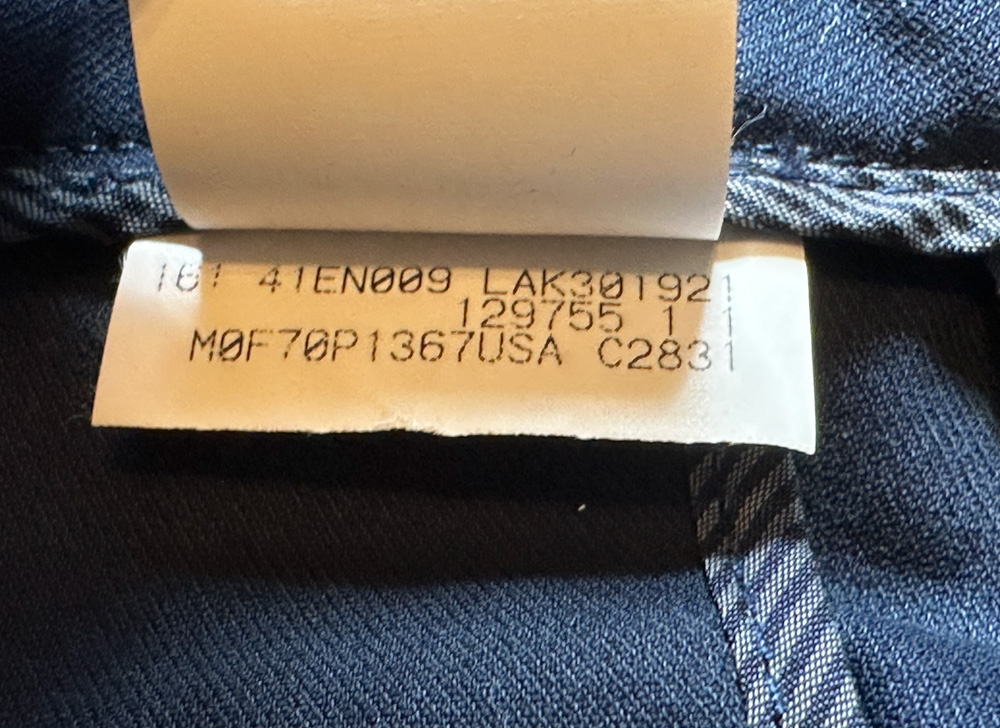 41EN009 LAK301921
129755 1 1
M0F70P1367USA C2831